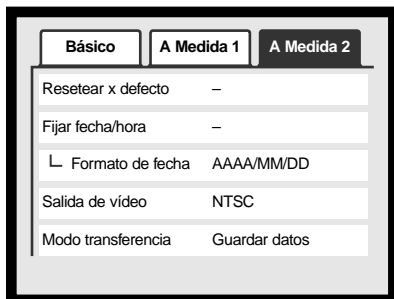 Básico A Medida 1 A Medida 2
Resetear x defecto –
Fijar fecha/hora –
Formato de fecha AAAA/MM/DD
Salida de vídeo NTSC
Modo transferencia Guardar datos